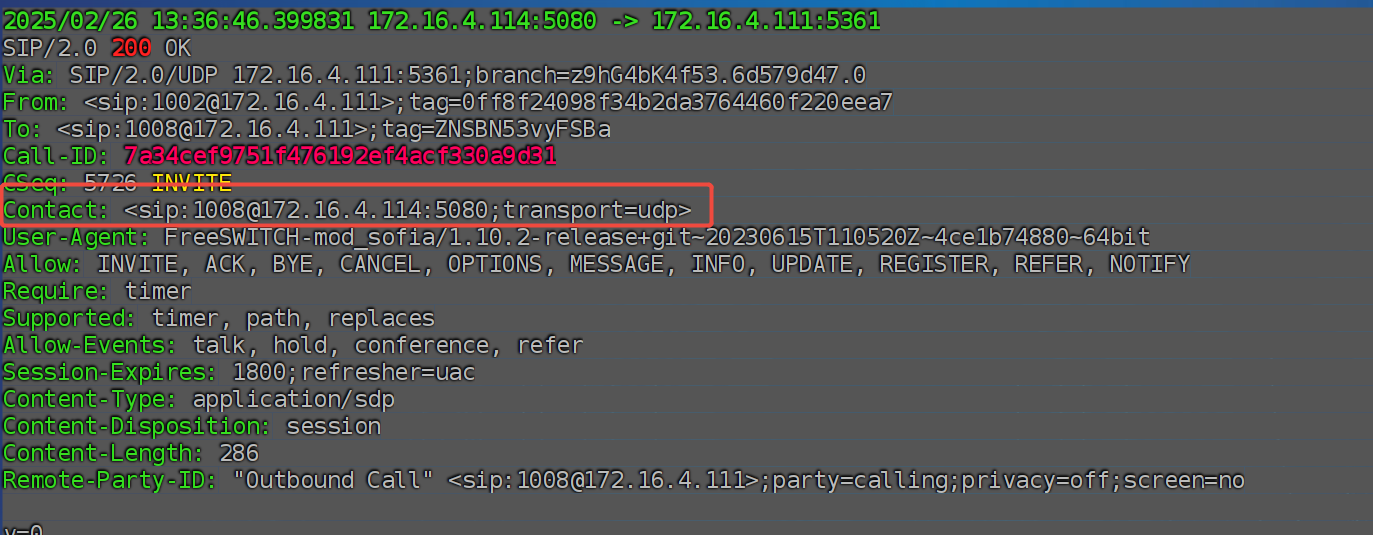 2025/02/26 13:36:46.399831 172.16.4.114:5080 -> 172.16.4.111:5361
SIP/2.0 200 OK
Via: SIP/2.0/UDP 172.16.4.111:5361;branch=z9hG4bK4f53.6d579d47.0
From: <sip:1002@172.16.4.111>;tag=0ff8f24098f34b2da3764460f220eea7
To: <sip:1008@172.16.4.111>;tag=ZNSBN53vyFSBa
Call-ID: 7a34cef9751f476192ef4acf330a9d31
CSeq: 5726 INVITE
Contact: <sip:1008@172.16.4.114:5080;transport=udp>
User-Agent: FreeSWITCH-mod_sofia/1.10.2-release+git~20230615T110520Z~4ce1b74880~64bit
Allow: INVITE, ACK, BYE, CANCEL, OPTIONS, MESSAGE, INFO, UPDATE, REGISTER, REFER, NOTIFY
Require: timer
Supported: timer, path, replaces
Allow-Events: talk, hold, conference, refer
Session-Expires: 1800;refresher=uac
Content-Type: application/sdp
Content-Disposition: session
Content-Length: 286
Remote-Party-ID: "Outbound Call" <sip:1008@172.16.4.111>;party=calling;privacy=off;screen=no
v=0